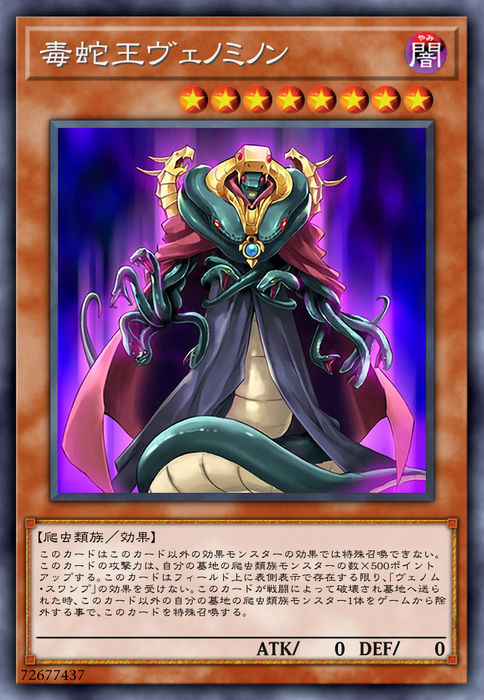 毒蛇王ヴェノミノン
やみ
闇
【爬虫類族／効果】
このカードはこのカード以外の効果モンスターの効果では特殊召喚できない。
このカードの攻撃力は、自分の墓地の爬虫類族モンスターの数×500ポイント
アップする。このカードはフィールド上に表側表示で存在する限り、「ヴェノム
・スワンプ」の効果を受けない。このカードが戦闘によって破壊され墓地へ送ら
れた時、このカード以外の自分の墓地の爬虫類族モンスター1体をゲームから除
外する事で、このカードを特殊召喚する。
ATK/ 0 DEF/ 0
72677437